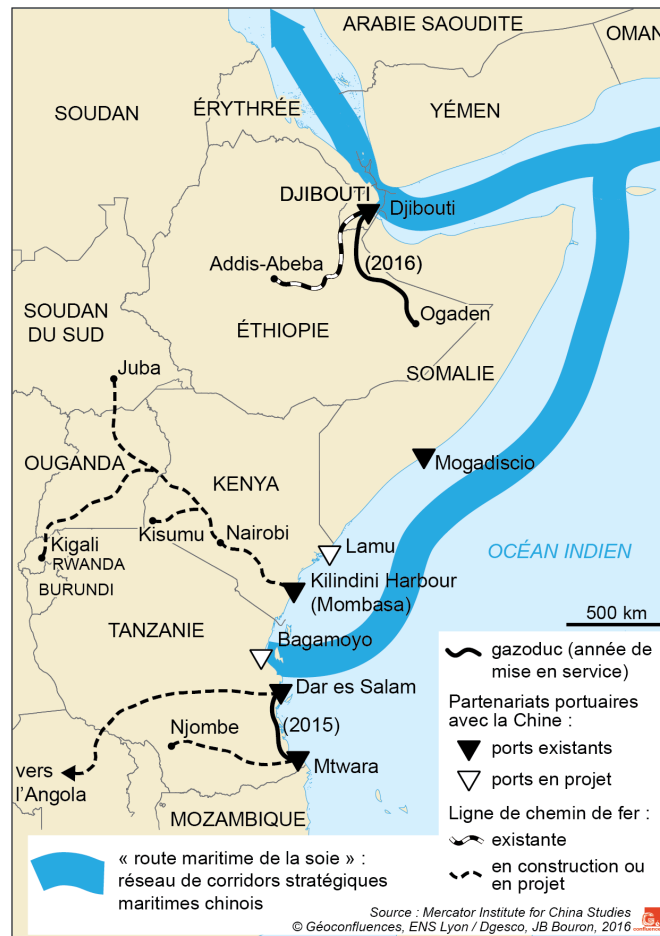 ARABIE SAOUDITE
OMAN
SOUDAN
ÉRYTHRÉE
YÉMEN
DJIBOUTI
Djibouti
Addis-Abeba
(2016)
SOUDAN
DU SUD
ÉTHIOPIE
Ogaden
Juba
SOMALIE
OUGANDA
KENYA
Mogadiscio
Kisumu
Nairobi
Kigali
RWANDA
BURUNDI
Lamu
OCÉAN INDIEN
Kilindini Harbour
(Mombasa)
TANZANIE
Bagamoyo
500 km
Dar es Salam
Njombe
(2015)
vers
l'Angola
Mtwara
MOZAMBIQUE
gazoduc (année de
mise en service)
Partenariats portuaires
avec la Chine :
ports existants
ports en projet
Ligne de chemin de fer :
existante
en construction ou
en projet
« route maritime de la soie » :
réseau de corridors stratégiques
maritimes chinois
Source : Mercator Institute for China Studies
© Géoconfluences, ENS Lyon / Dgesco, JB Bouron, 2016
G.
confluences